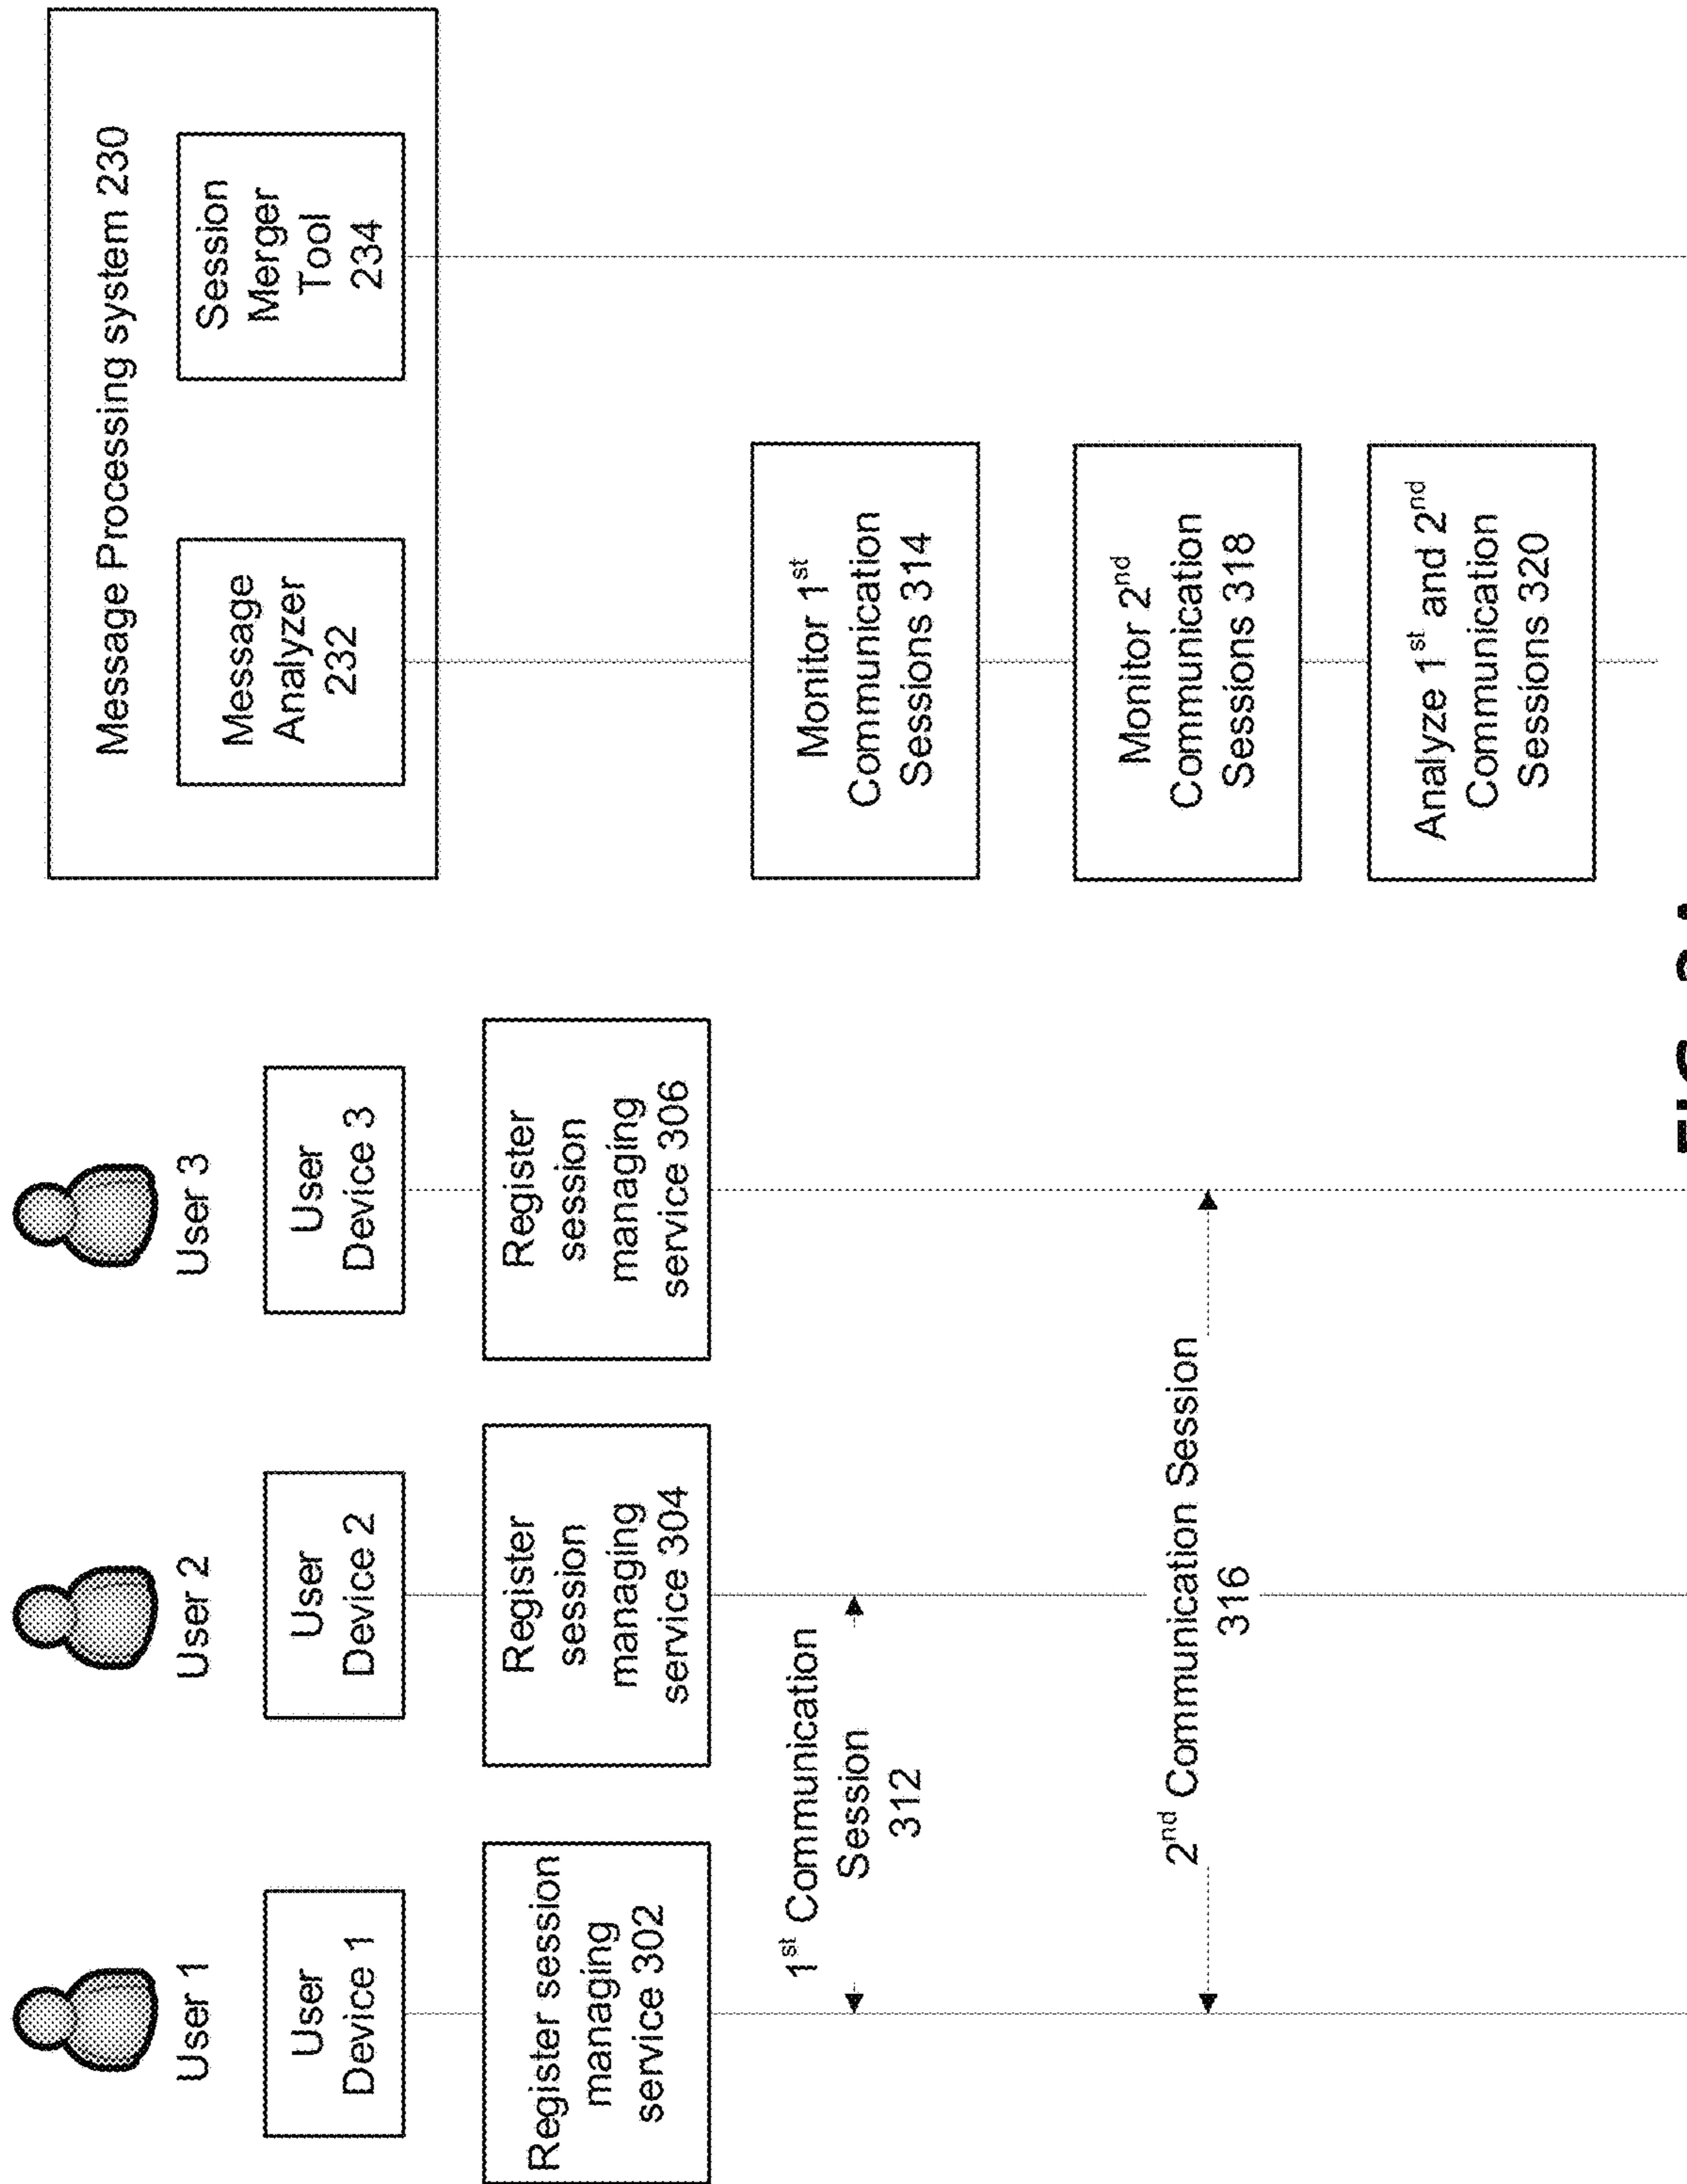 User 1
User 2
User 3
Message Processing system 230
User
Device 1
User
Device 2
User
Device 3
Message
Analyzer
232
Session
Merger
Tool
234
Register session
managing
service 302
Register
session
managing
service 304
Register
session
managing
service 306
1st Communication
Session
312
Monitor 1st
Communication
Sessions 314
2nd Communication Session
316
Monitor 2nd
Communication
Sessions 318
Analyze 1st and 2nd
Communication
Sessions 320